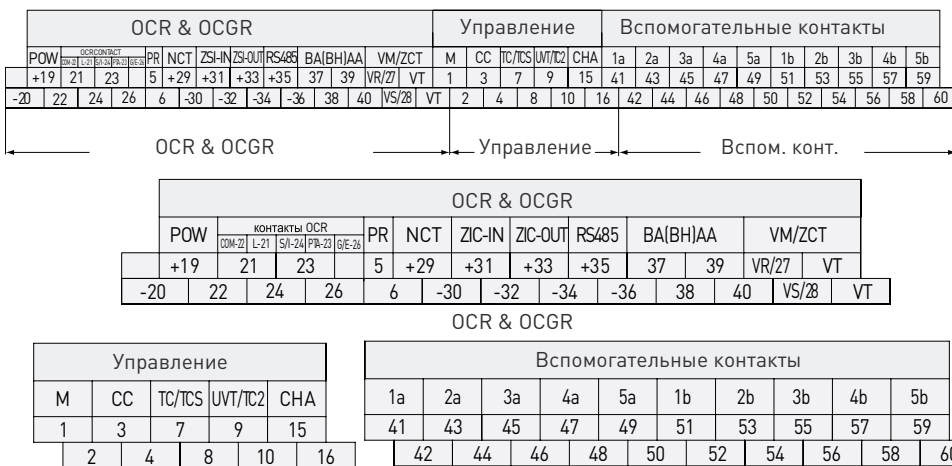 OCR & OCGR Управление Вспомогательные контакты
POW OCRCONTACT PR NCT ZSI-IN ZSI-OUT RS485 BA(BH)AA VM/ZCT M CC TC/TCS UVT/TC2 CHA 1a 2a 3a 4a 5a 1b 2b 3b 4b 5b
COM-22 L-21 S/I-24 PTA-23 G/E-26
+19 21 23 5 +29 +31 +33 +35 37 39 VR/27 VT 1 3 7 9 15 41 43 45 47 49 51 53 55 57 59
-20 22 24 26 6 -30 -32 -34 -36 38 40 VS/28 VT 2 4 8 10 16 42 44 46 48 50 52 54 56 58 60
OCR & OCGR Управление Вспом. конт.
OCR & OCGR
POW контакты OCR PR NCT ZIC-IN ZIC-OUT RS485 BA(BH)AA VM/ZCT
COM-22 L-21 S/I-24 PTA-23 G/E-26
+19 21 23 5 +29 +31 +33 +35 37 39 VR/27 VT
-20 22 24 26 6 -30 -32 -34 -36 38 40 VS/28 VT
OCR & OCGR
Управление
M CC TC/TCS UVT/TC2 CHA
1 3 7 9 15
2 4 8 10 16
Вспомогательные контакты
1a 2a 3a 4a 5a 1b 2b 3b 4b 5b
41 43 45 47 49 51 53 55 57 59
42 44 46 48 50 52 54 56 58